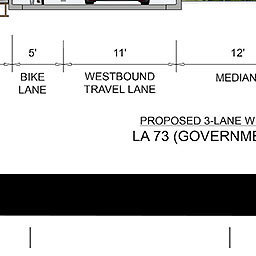 5' 11' 12'
BIKE LANE
WESTBOUND TRAVEL LANE
MEDIAN
PROPOSED 3-LANE W
LA 73 (GOVERNME